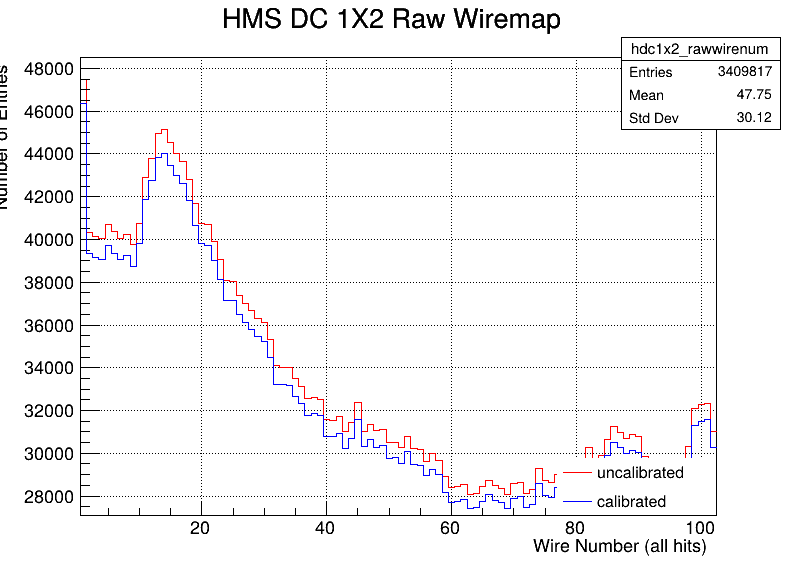 HMS DC 1X2 Raw Wiremap
hdc1x2_rawwirenum
Entries 3409817
Mean 47.75
Std Dev 30.12
Number of Entries
48000
46000
44000
42000
40000
38000
36000
34000
32000
30000
28000
uncalibrated
calibrated
20 40 60 80 100
Wire Number (all hits)